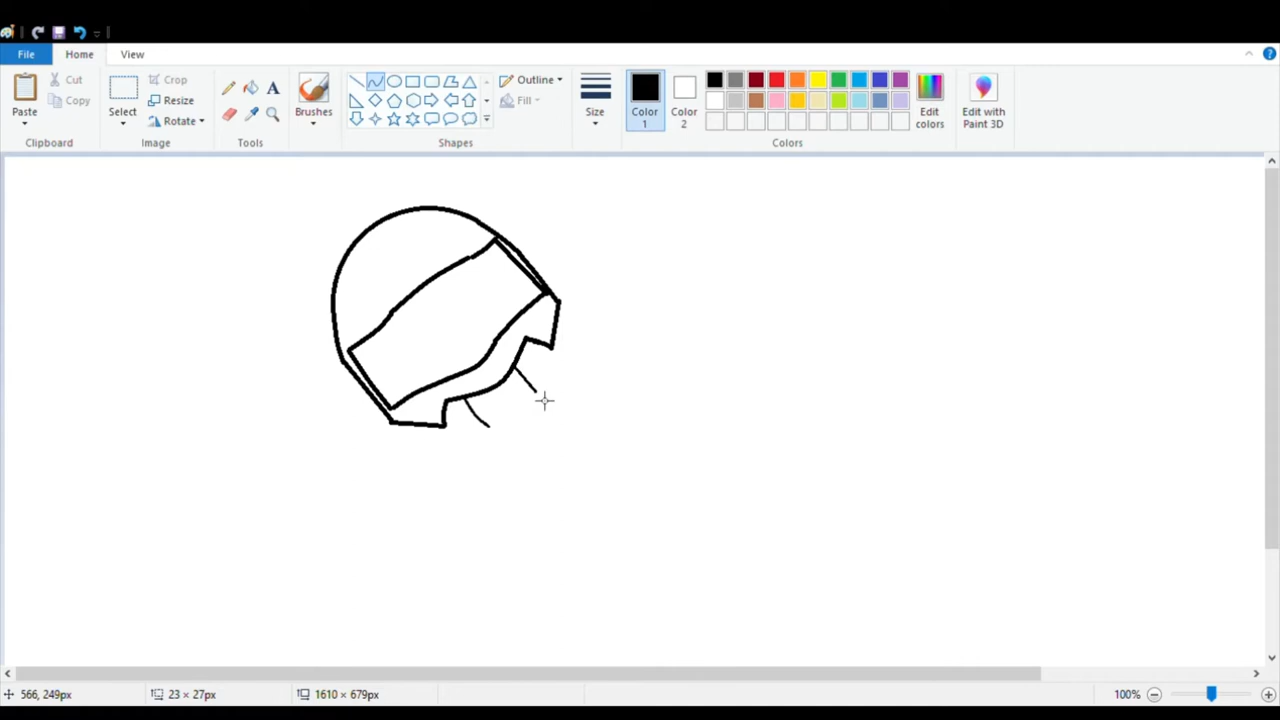 File Home View
Paste Cut Copy Clipboard
Select Crop Resize Rotate Image
Tools
Brushes
Outline Fill Shapes
Size
Color 1 Color 2
Edit colors
Colors
Edit with Paint 3D
566, 249px 23 × 27px 1610 × 679px 100%